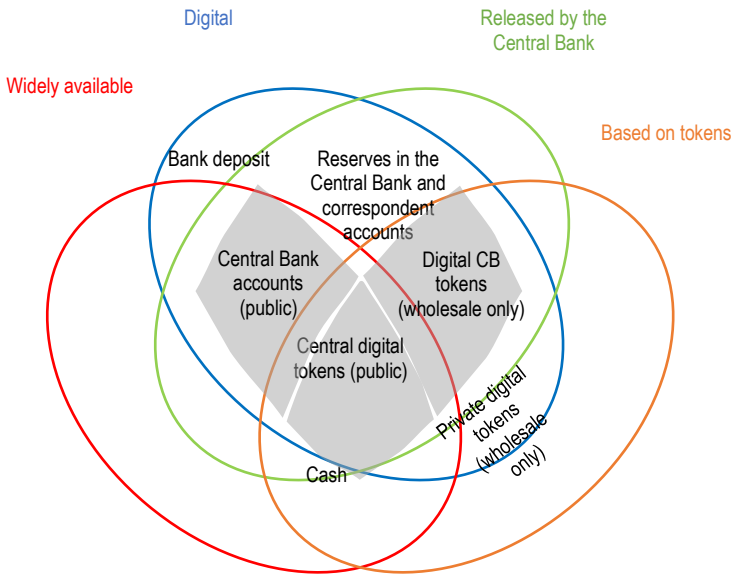 Digital
Released by the
Central Bank
Widely available
Based on tokens
Bank deposit
Reserves in the
Central Bank and
correspondent
accounts
Central Bank
accounts
(public)
Digital CB
tokens
(wholesale only)
Central digital
tokens (public)
Private digital
tokens
(wholesale
only)
Cash